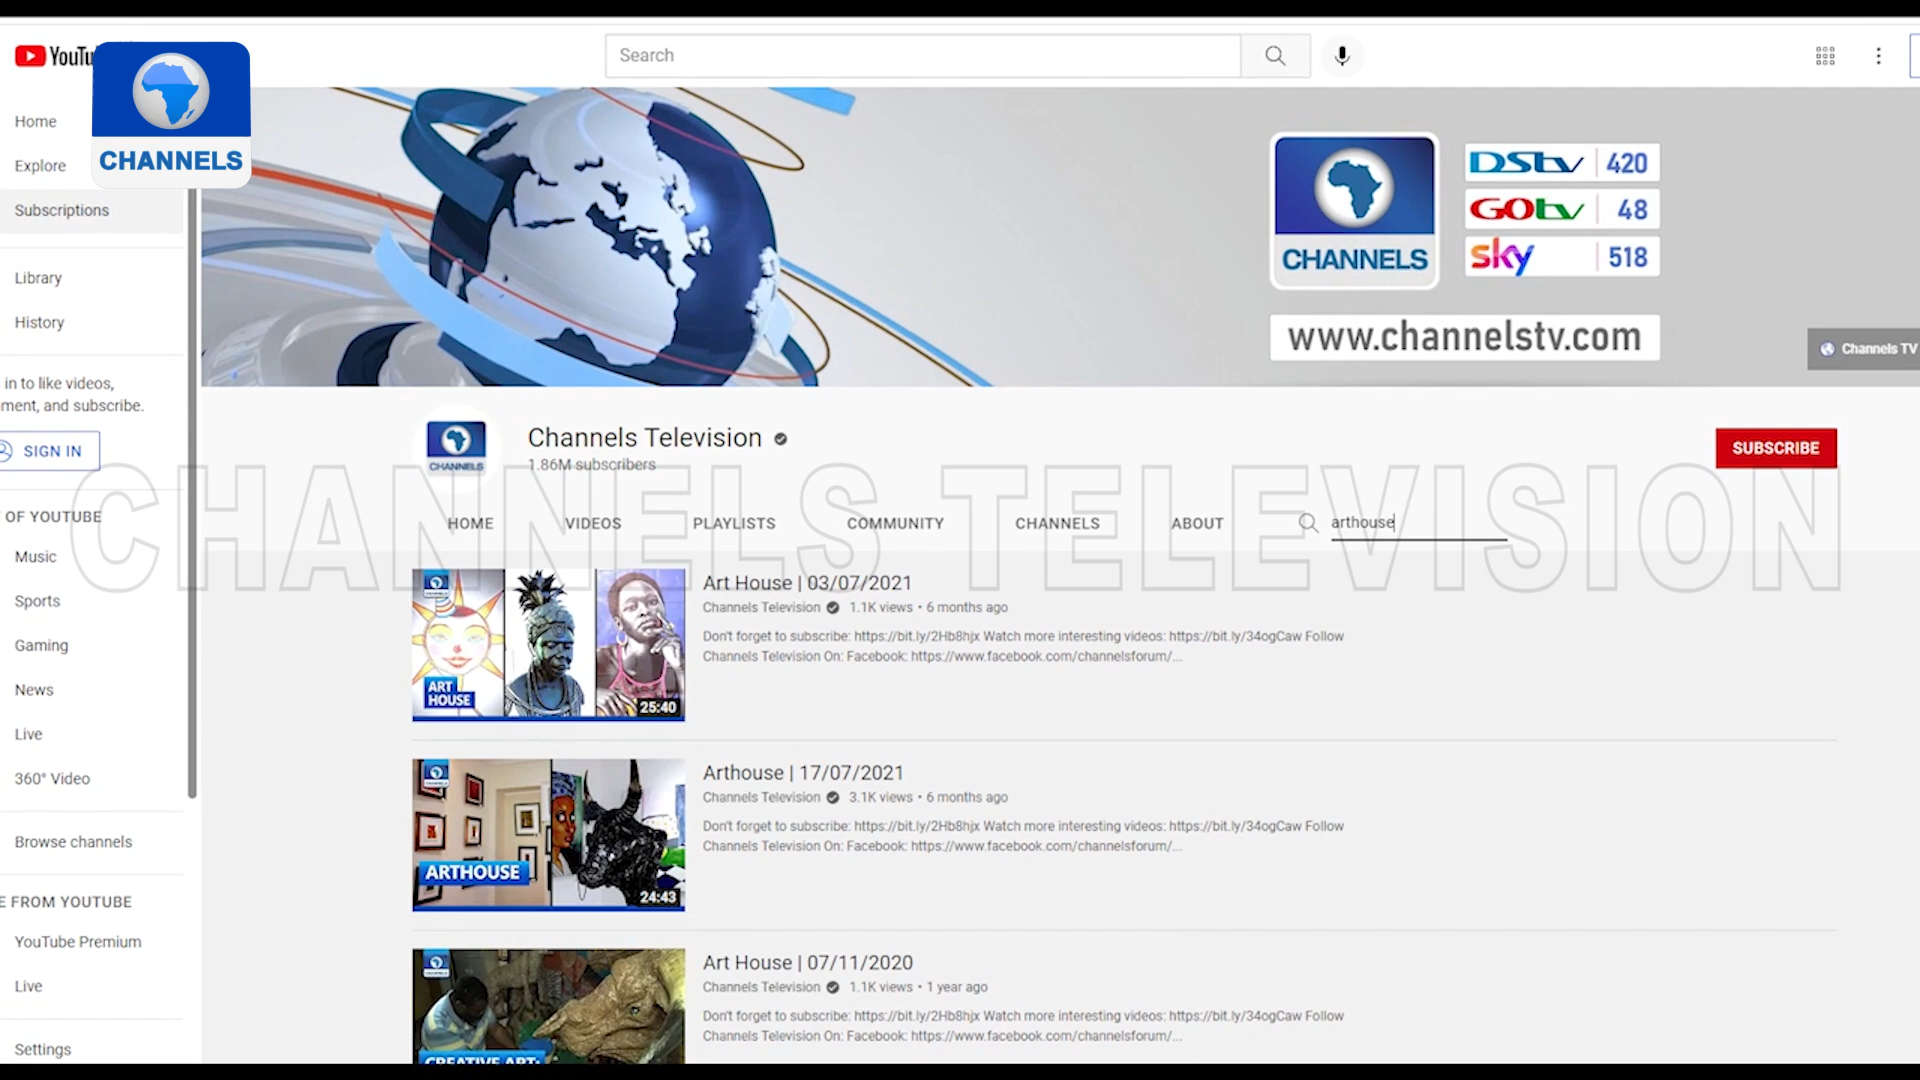 YouTu
CHANNELS
Search
Home
Explore
Subscriptions
Library
History
in to like videos,
ment, and subscribe.
SIGN IN
OF YOUTUBE
Music
Sports
Gaming
News
Live
360° Video
Browse channels
E FROM YOUTUBE
YouTube Premium
Live
Settings
CHANNELS
DStv 420
GOtv 48
sky 518
www.channelstv.com
Channels TV
CHANNELS
Channels Television
1.86M subscribers
SUBSCRIBE
CHANNELS TELEVISION
HOME VIDEOS PLAYLISTS COMMUNITY CHANNELS ABOUT arthouse
ART
HOUSE
25:40
Art House | 03/07/2021
Channels Television 1.1K views • 6 months ago
Don't forget to subscribe: https://bit.ly/2Hb8hjx Watch more interesting videos: https://bit.ly/34ogCaw Follow
Channels Television On: Facebook: https://www.facebook.com/channelsforum/...
ARTHOUSE
24:43
Arthouse | 17/07/2021
Channels Television 3.1K views • 6 months ago
Don't forget to subscribe: https://bit.ly/2Hb8hjx Watch more interesting videos: https://bit.ly/34ogCaw Follow
Channels Television On: Facebook: https://www.facebook.com/channelsforum/...
CREATIVE ART:
Art House | 07/11/2020
Channels Television 1.1K views • 1 year ago
Don't forget to subscribe: https://bit.ly/2Hb8hjx Watch more interesting videos: https://bit.ly/34ogCaw Follow
Channels Television On: Facebook: https://www.facebook.com/channelsforum/...